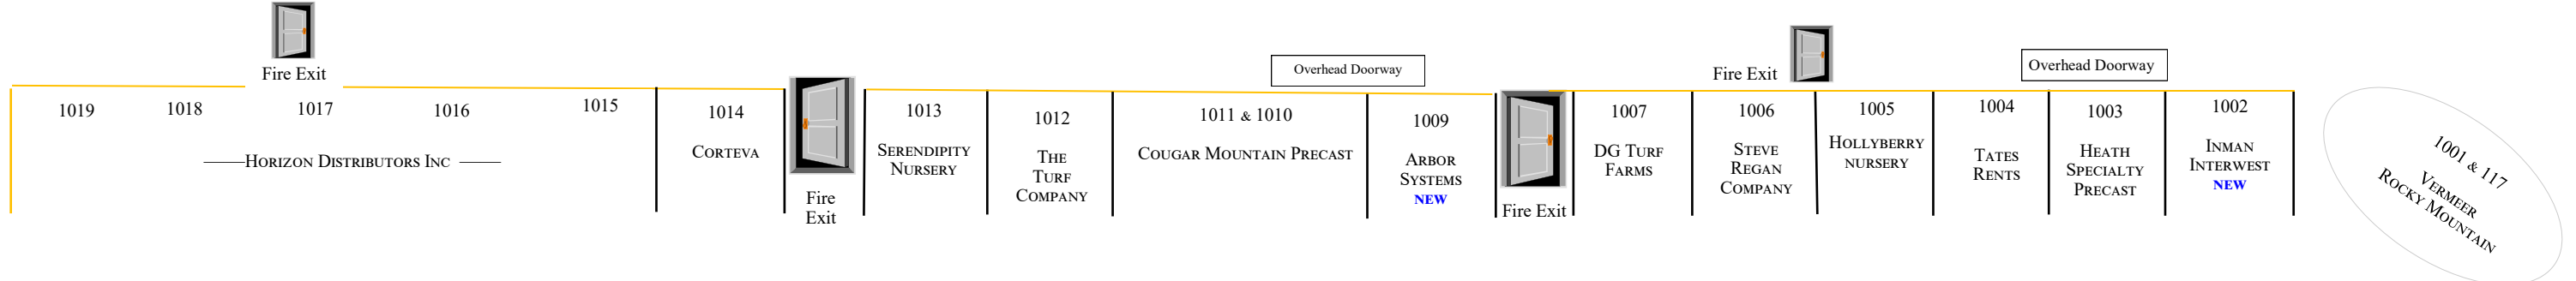 Fire Exit
Overhead Doorway
Fire Exit
Overhead Doorway
1019
1018
1017
1016
1015
HORIZON DISTRIBUTORS INC
1014
CORTEVA
Fire
Exit
1013
SERENDIPITY
NURSERY
1012
THE
TURF
COMPANY
1011 & 1010
COUGAR MOUNTAIN PRECAST
1009
ARBOR
SYSTEMS
NEW
Fire Exit
1007
DG TURF
FARMS
1006
STEVE
REGAN
COMPANY
1005
HOLLYBERRY
NURSERY
1004
TATES
RENTS
1003
HEATH
SPECIALTY
PRECAST
1002
INMAN
INTERWEST
NEW
1001 & 117
VERMEER
ROCKY MOUNTAIN